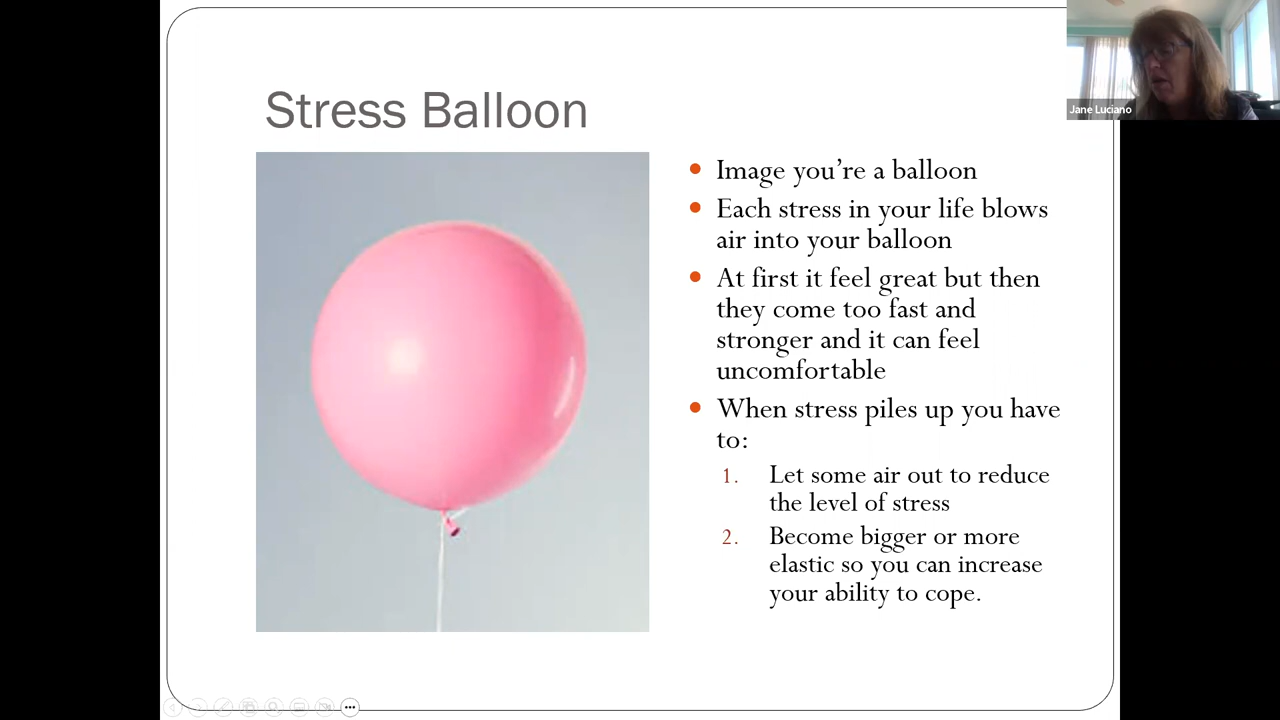 Stress Balloon
Jane Luciano
• Image you’re a balloon
• Each stress in your life blows
air into your balloon
• At first it feel great but then
they come too fast and
stronger and it can feel
uncomfortable
• When stress piles up you have
to:
1. Let some air out to reduce
the level of stress
2. Become bigger or more
elastic so you can increase
your ability to cope.